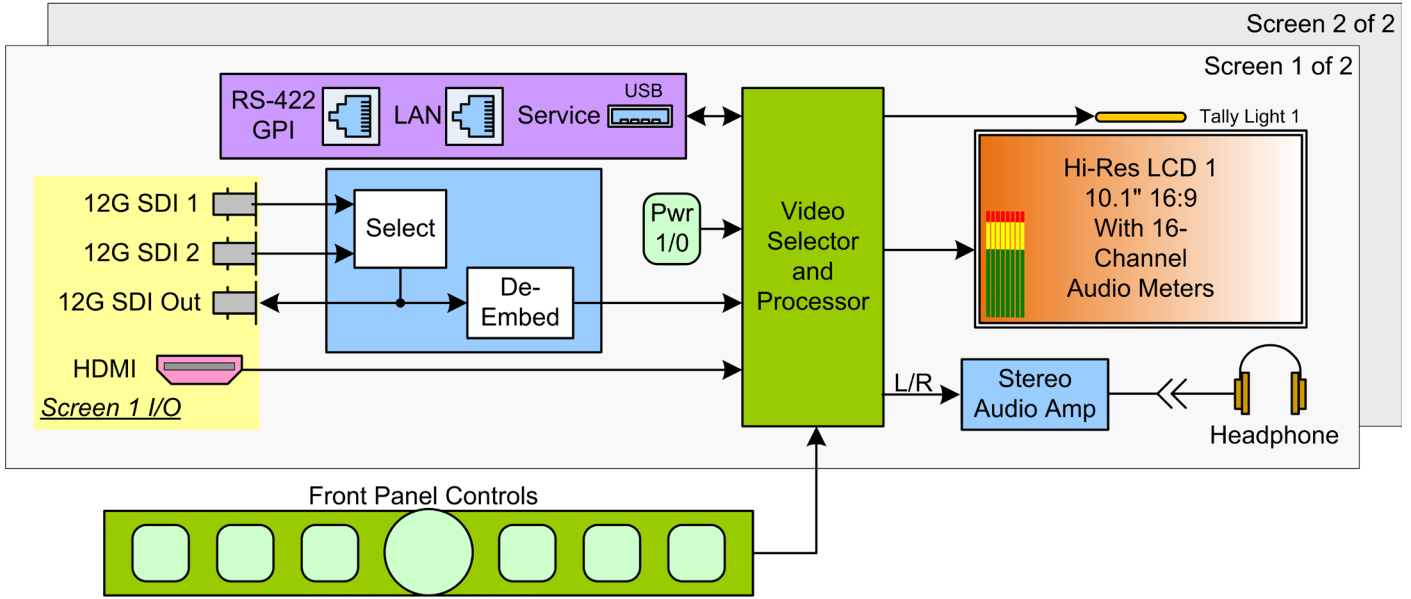 Screen 2 of 2
Screen 1 of 2
RS-422
GPI
LAN
Service
USB
Tally Light 1
12G SDI 1
12G SDI 2
12G SDI Out
HDMI
Screen 1 I/O
Select
De-
Embed
Pwr
1/0
Video
Selector
and
Processor
Hi-Res LCD 1
10.1" 16:9
With 16-
Channel
Audio Meters
L/R
Stereo
Audio Amp
Headphone
Front Panel Controls